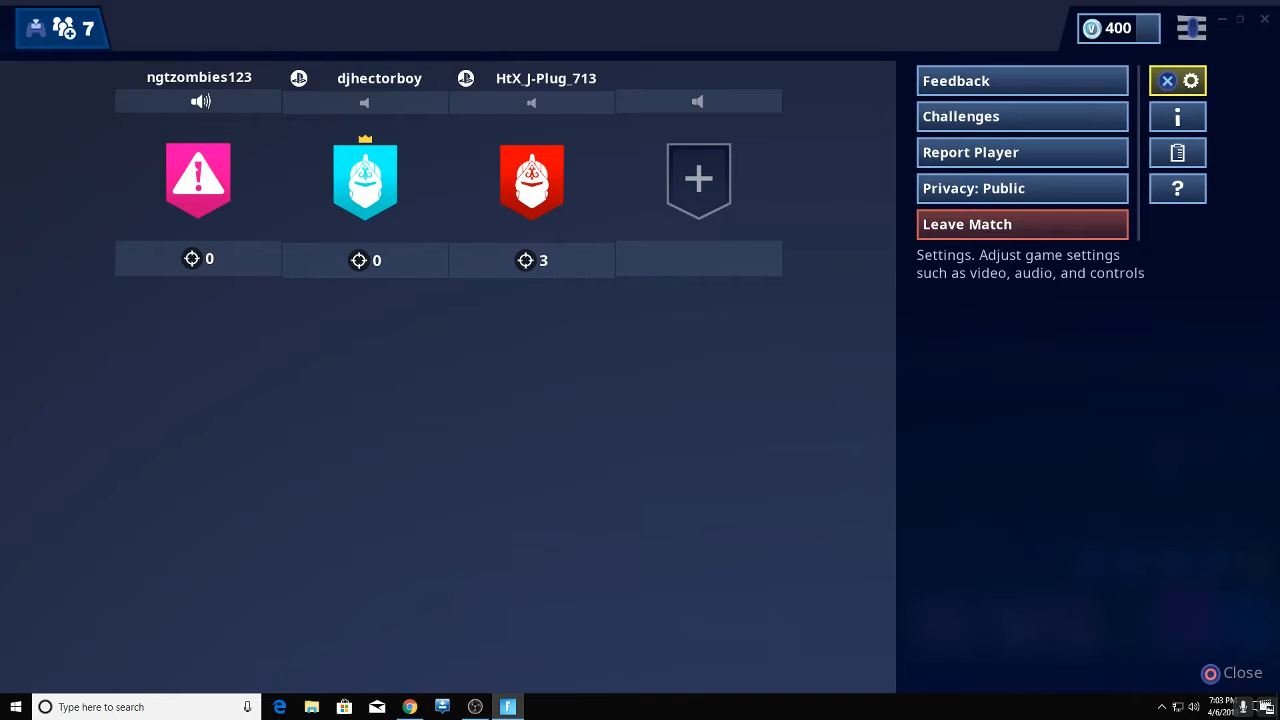 7
400
ngtzombies123
djhectorboy
HtX_J-Plug_713
0
0
3
Feedback
Challenges
Report Player
Privacy: Public
Leave Match
Settings. Adjust game settings
such as video, audio, and controls
Close
Type here to search
7:03 PM